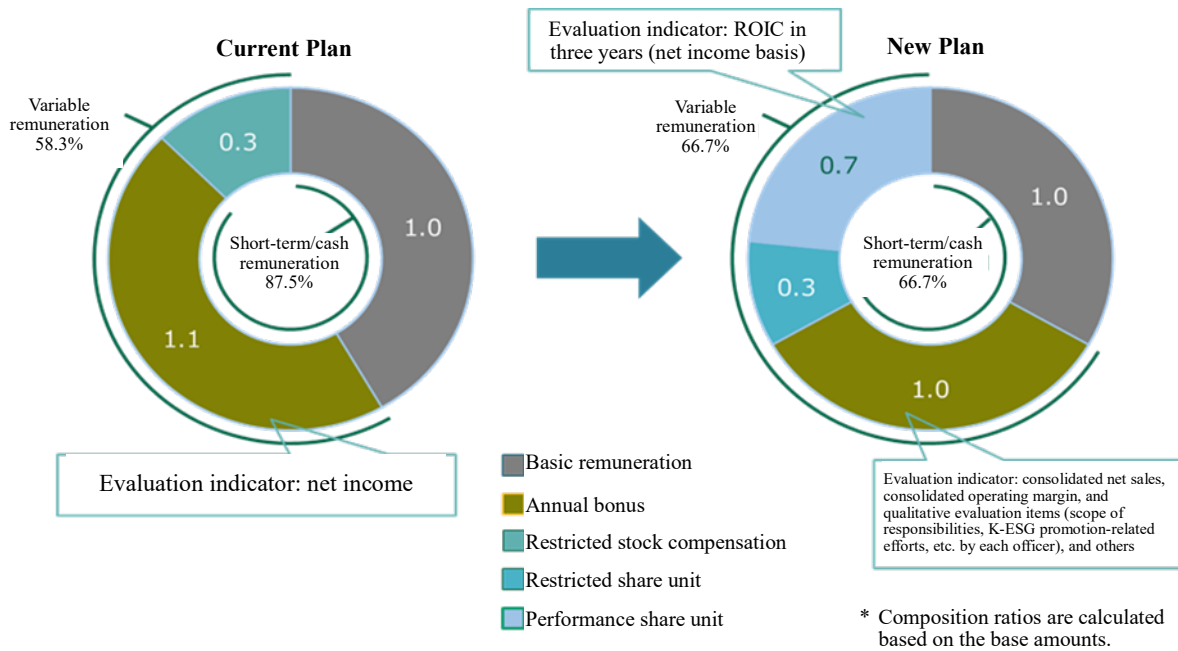 Current Plan
Variable
remuneration
58.3%
0.3
1.0
1.1
Short-term/cash
remuneration
87.5%
Evaluation indicator: net income
Evaluation indicator: ROIC in
three years (net income basis)
New Plan
Variable
remuneration
66.7%
0.7
1.0
0.3
1.0
Short-term/cash
remuneration
66.7%
Evaluation indicator: consolidated net sales,
consolidated operating margin, and
qualitative evaluation items (scope of
responsibilities, K-ESG promotion-related
efforts, etc. by each officer), and others
Basic remuneration
Annual bonus
Restricted stock compensation
Restricted share unit
Performance share unit
* Composition ratios are calculated
based on the base amounts.